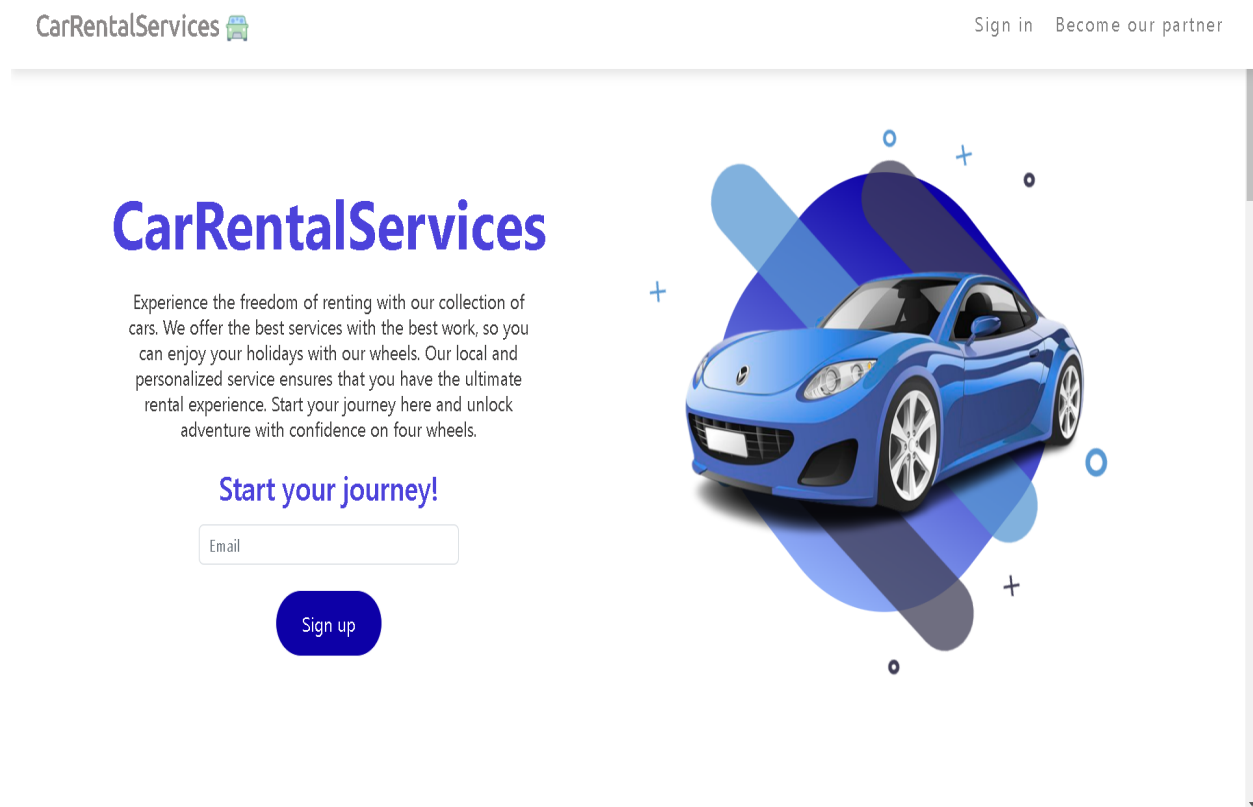 CarRentalServices
Sign in
Become our partner
CarRentalServices
Experience the freedom of renting with our collection of
cars. We offer the best services with the best work, so you
can enjoy your holidays with our wheels. Our local and
personalized service ensures that you have the ultimate
rental experience. Start your journey here and unlock
adventure with confidence on four wheels.
Start your journey!
Email
Sign up